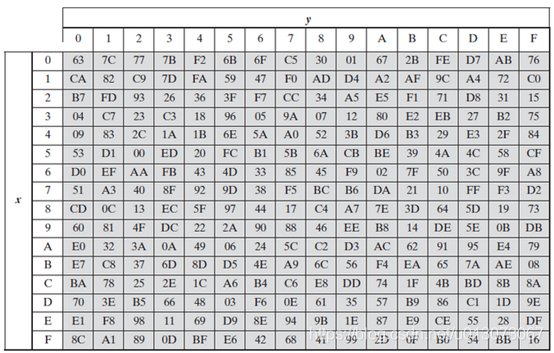 y
0 1 2 3 4 5 6 7 8 9 A B C D E F
0 63 7C 77 7B F2 6B 6F C5 30 01 67 2B FE D7 AB 76
1 CA 82 C9 7D FA 59 47 F0 AD D4 A2 AF 9C A4 72 C0
2 B7 FD 93 26 36 3F F7 CC 34 A5 E5 F1 71 D8 31 15
3 04 C7 23 C3 18 96 05 9A 07 12 80 E2 EB 27 B2 75
4 09 83 2C 1A 1B 6E 5A A0 52 3B D6 B3 29 E3 2F 84
5 53 D1 00 ED 20 FC B1 5B 6A CB BE 39 4A 4C 58 CF
6 D0 EF AA FB 43 4D 33 85 45 F9 02 7F 50 3C 9F A8
x
7 51 A3 40 8F 92 9D 38 F5 BC B6 DA 21 10 FF F3 D2
8 CD 0C 13 EC 5F 97 44 17 C4 A7 7E 3D 64 5D 19 73
9 60 81 4F DC 22 2A 90 88 46 EE B8 14 DE 5E 0B DB
A E0 32 3A 0A 49 06 24 5C C2 D3 AC 62 91 95 E4 79
B E7 C8 37 6D 8D D5 4E A9 6C 56 F4 EA 65 7A AE 08
C BA 78 25 2E 1C A6 B4 C6 E8 DD 74 1F 4B BD 8B 8A
D 70 3E B5 66 48 03 F6 0E 61 35 57 B9 86 C1 1D 9E
E E1 F8 98 11 69 D9 8E 94 9B 1E 87 E9 CE 55 28 DF
F 8C A1 89 0D BF E6 42 68 41 99 2D 0F B0 54 BB 16